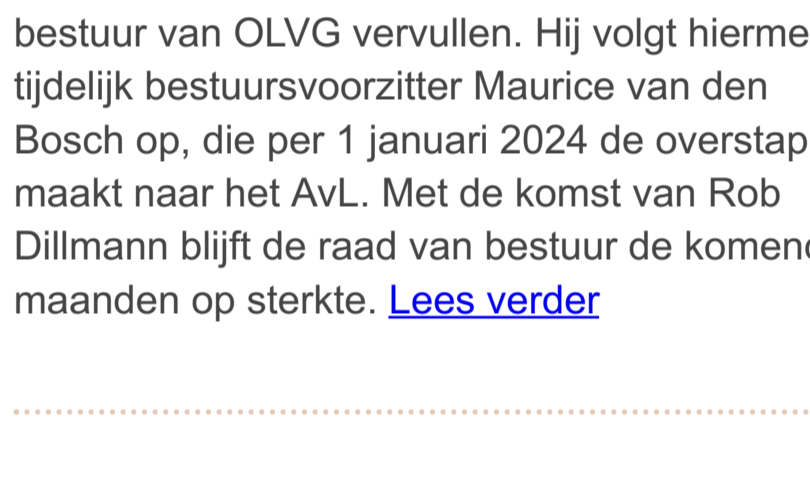 bestuur van OLVG vervullen. Hij volgt hierme
tijdelijk bestuursvoorzitter Maurice van den
Bosch op, die per 1 januari 2024 de overstap
maakt naar het AvL. Met de komst van Rob
Dillmann blijft de raad van bestuur de komend
maanden op sterkte. Lees verder